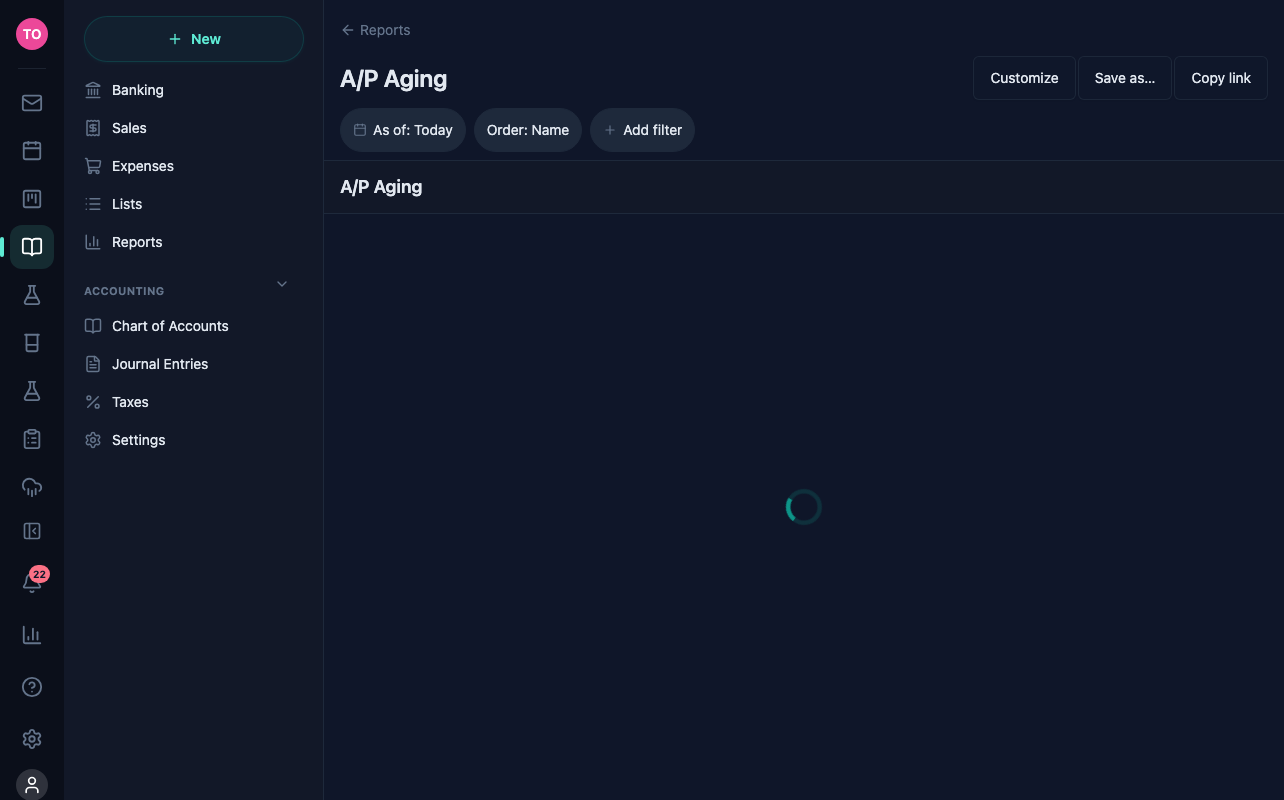 TO
22
New
Banking
Sales
Expenses
Lists
Reports
ACCOUNTING
Chart of Accounts
Journal Entries
Taxes
Settings
Reports
A/P Aging
Customize
Save as...
Copy link
As of: Today
Order: Name
Add filter
A/P Aging